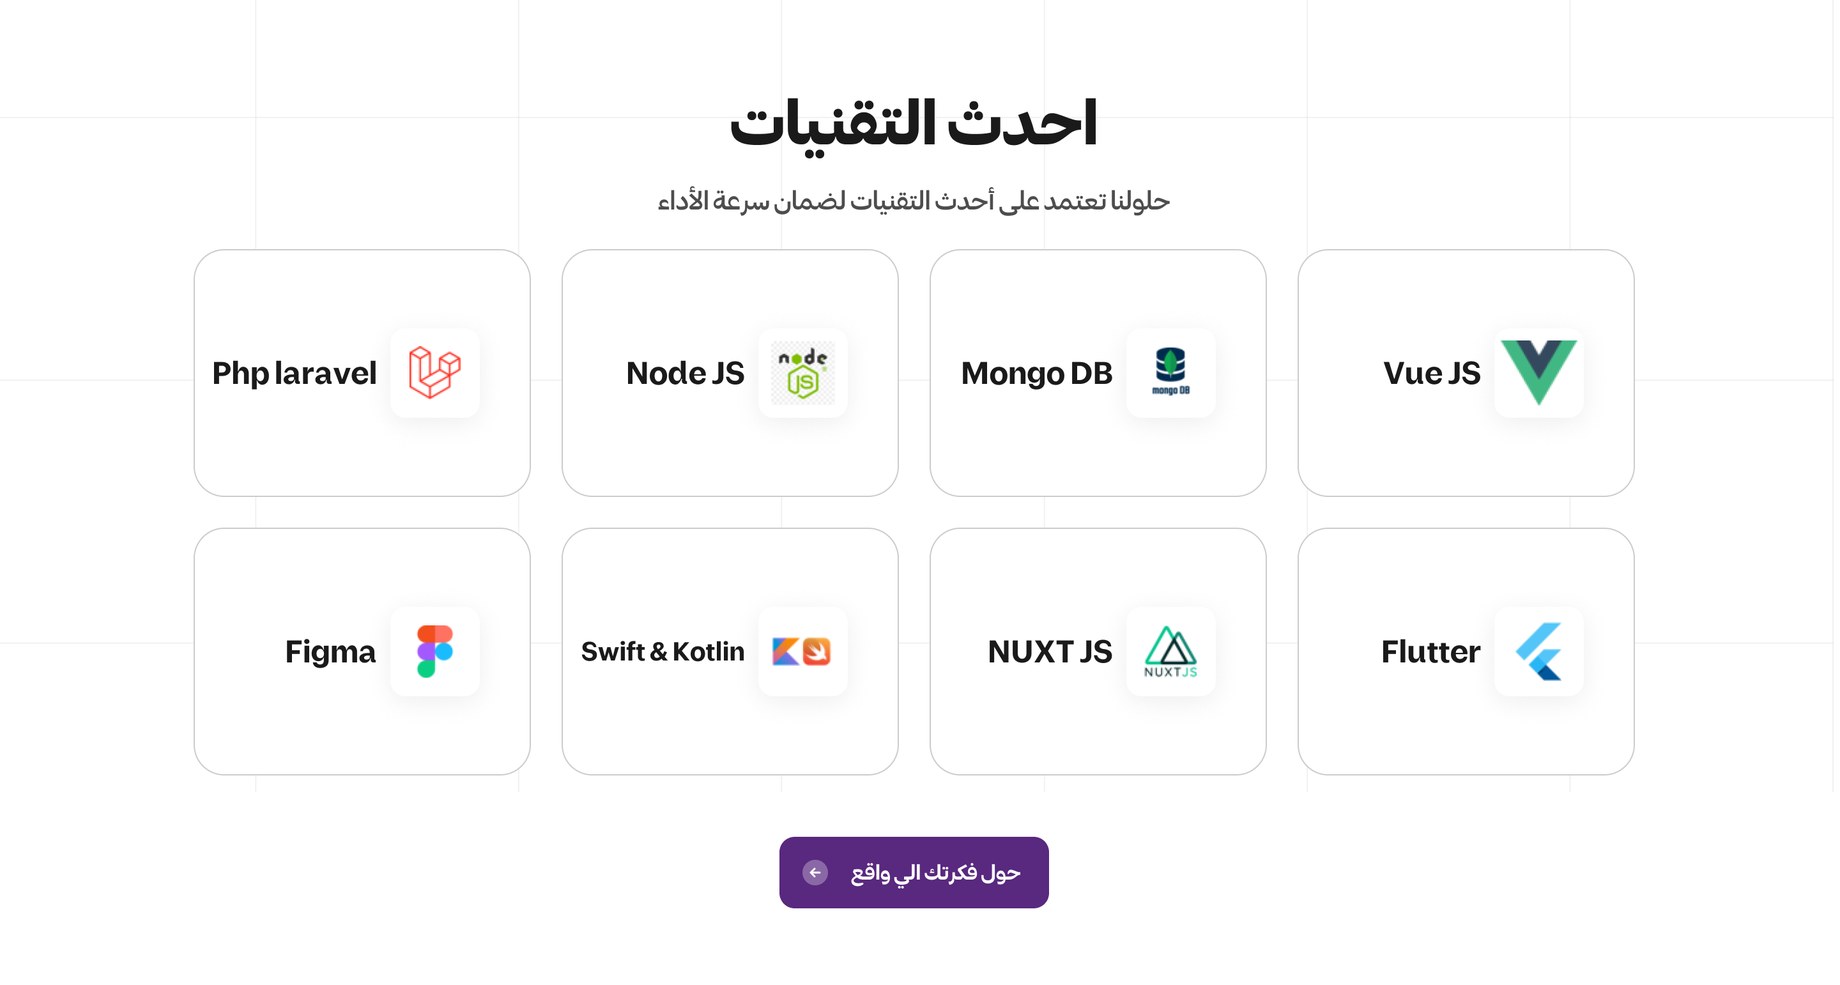 احدث التقنيات
حلولنا تعتمد على أحدث التقنيات لضمان سرعة الأداء
Vue JS
mongo DB
Mongo DB
node
JS
Node JS
Php laravel
Flutter
NUXTJS
NUXT JS
Swift & Kotlin
Figma
حول فكرتك الي واقع